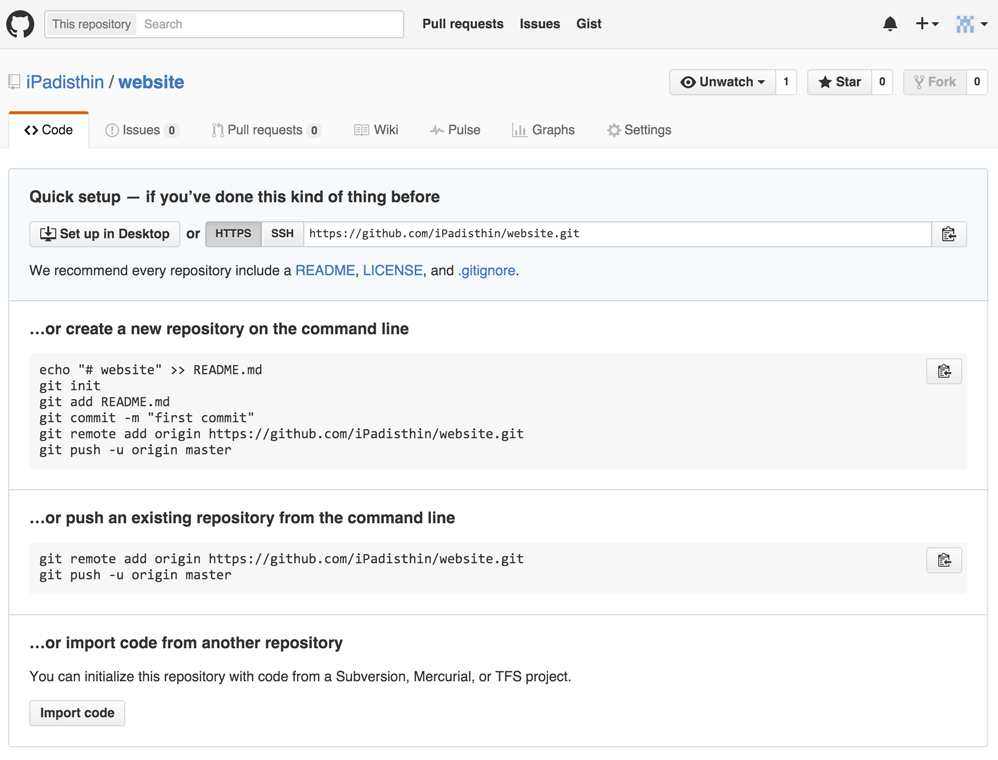 This repository Search Pull requests Issues Gist
iPadisthin / website Unwatch 1 Star 0 Fork 0
Code Issues 0 Pull requests 0 Wiki Pulse Graphs Settings
Quick setup — if you’ve done this kind of thing before
Set up in Desktop or HTTPS SSH https://github.com/iPadisthin/website.git
We recommend every repository include a README, LICENSE, and .gitignore.
…or create a new repository on the command line
echo "# website" >> README.md
git init
git add README.md
git commit -m "first commit"
git remote add origin https://github.com/iPadisthin/website.git
git push -u origin master
…or push an existing repository from the command line
git remote add origin https://github.com/iPadisthin/website.git
git push -u origin master
…or import code from another repository
You can initialize this repository with code from a Subversion, Mercurial, or TFS project.
Import code